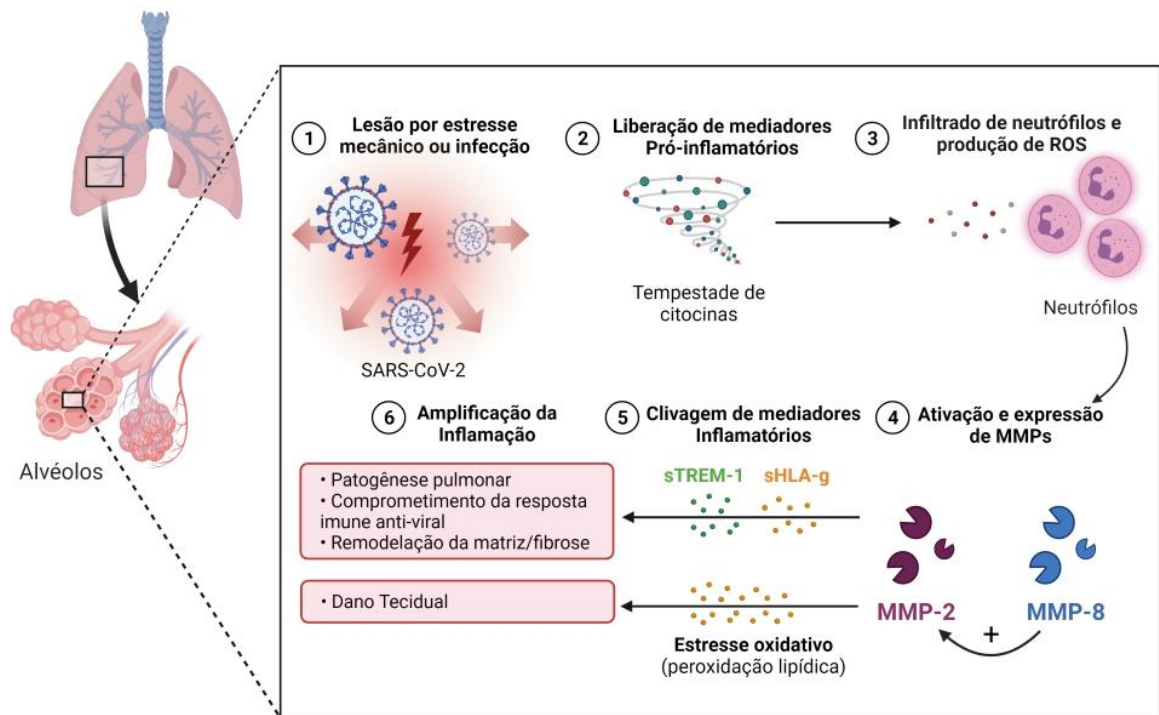 1
Lesão por estresse
mecânico ou infecção
SARS-CoV-2
2
Liberação de mediadores
Pró-inflamatórios
Tempestade de
citocinas
3
Infiltrado de neutrófilos e
produção de ROS
Neutrófilos
Alvéolos
4
Ativação e expressão
de MMPs
MMP-2
MMP-8
+
5
Clivagem de mediadores
Inflamatórios
sTREM-1
sHLA-g
Estresse oxidativo
(peroxidação lipídica)
6
Amplificação da
Inflamação
• Patogênese pulmonar
• Comprometimento da resposta
imune anti-viral
• Remodelação da matriz/fibrose
• Dano Tecidual